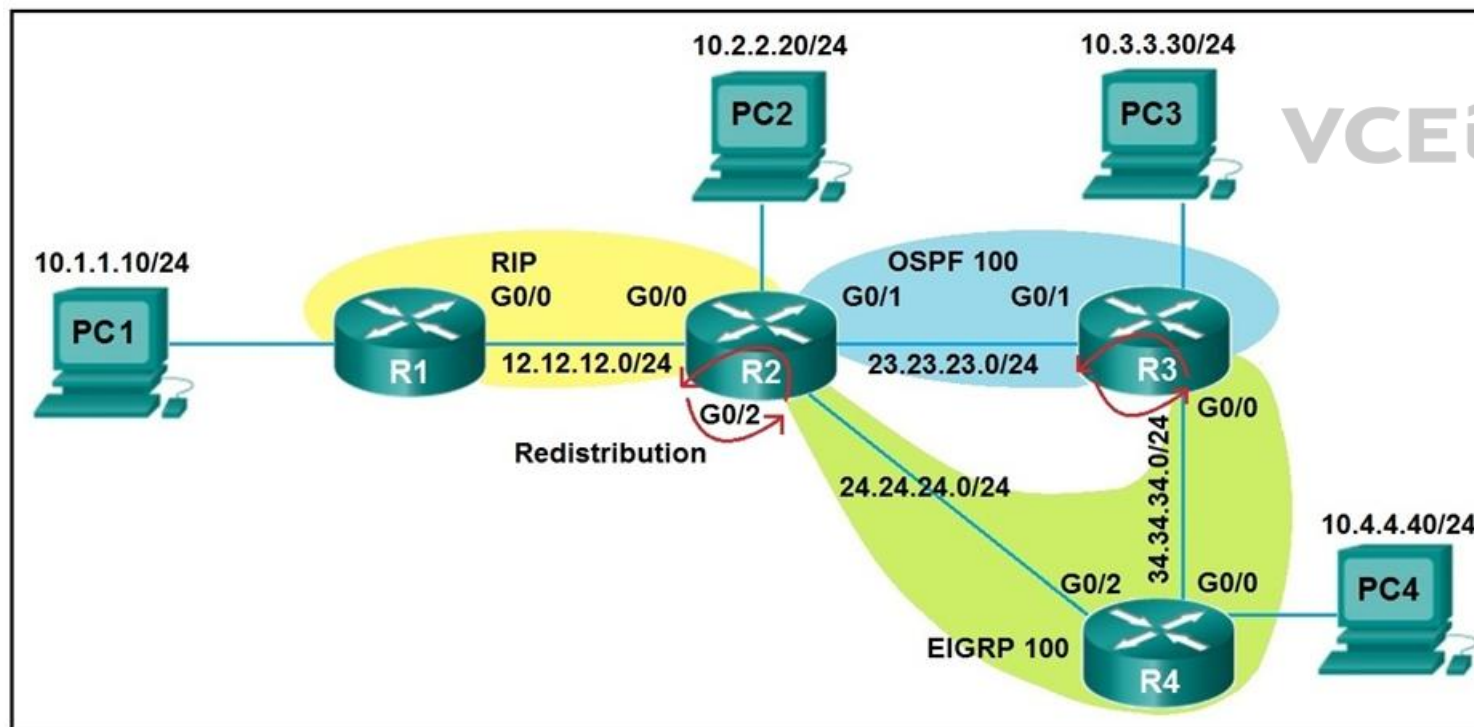 10.2.2.20/24
10.3.3.30/24
PC2
PC3
10.1.1.10/24
PC1
RIP
OSPF 100
G0/0
G0/0
G0/1
G0/1
R1
12.12.12.0/24
R2
23.23.23.0/24
R3
G0/2
G0/0
Redistribution
24.24.24.0/24
34.34.34.0/24
10.4.4.40/24
PC4
G0/2
G0/0
EIGRP 100
R4